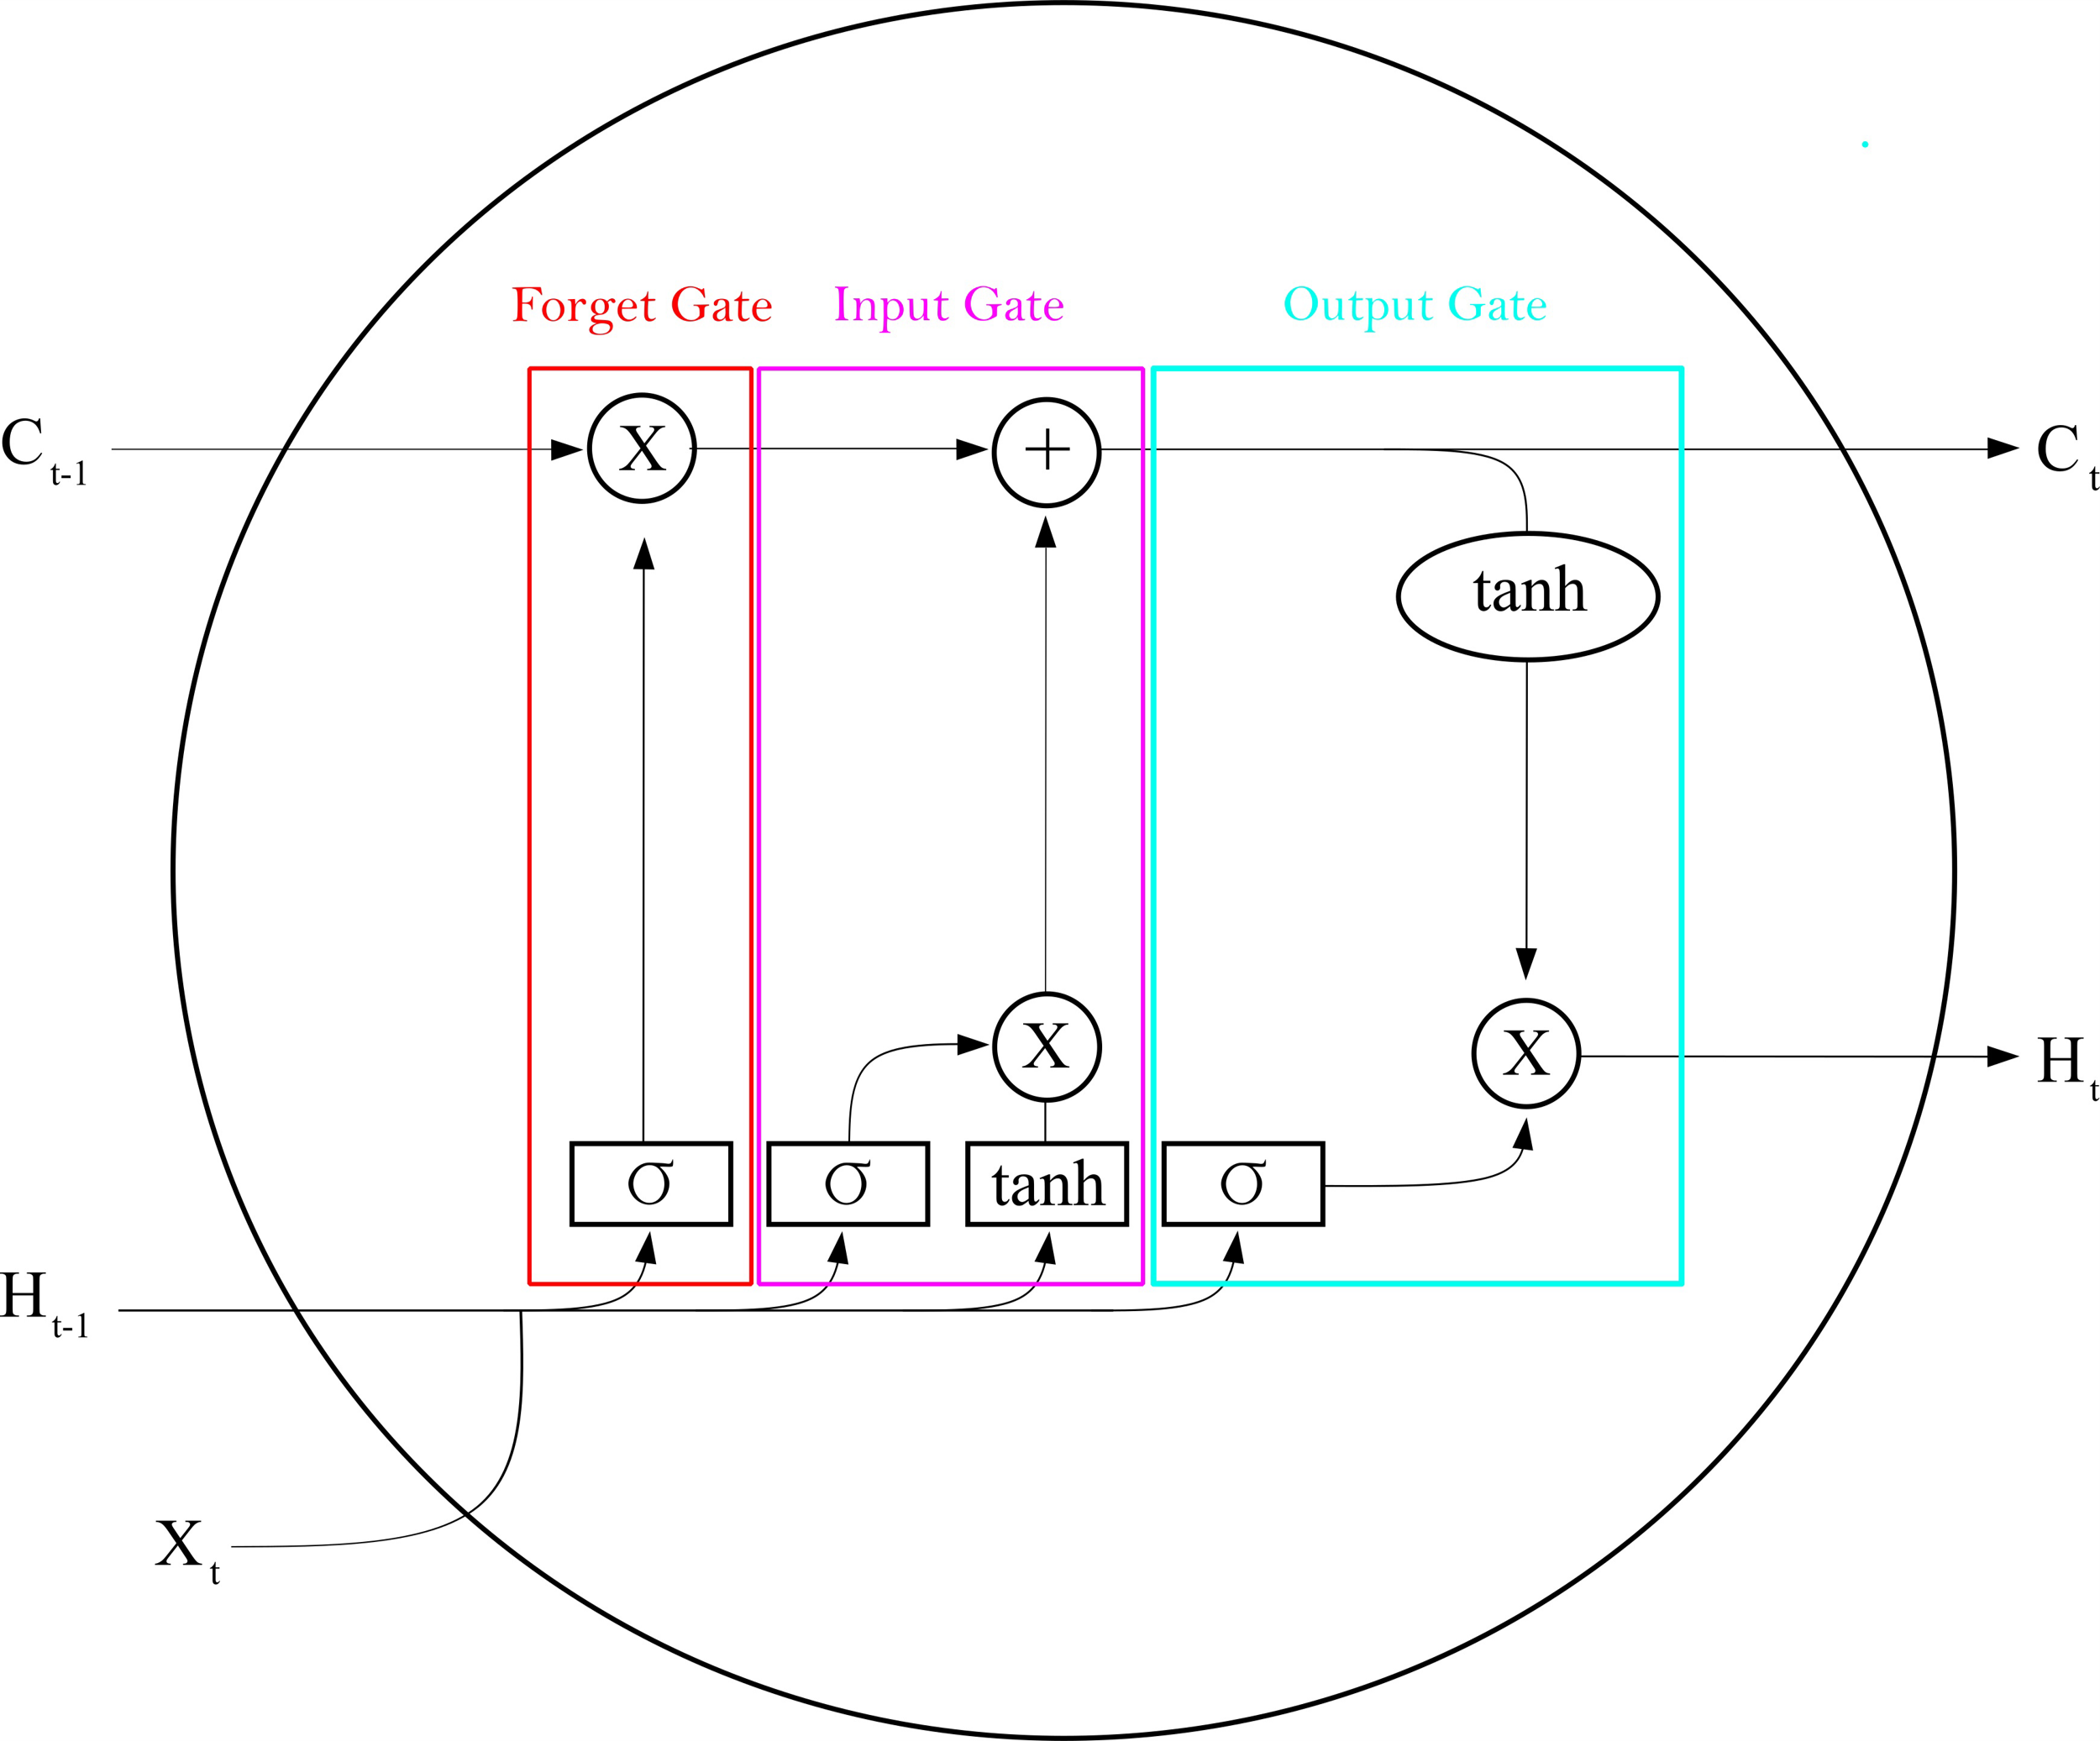 Forget Gate
Input Gate
Output Gate
C t-1
X
+
C t
tanh
X
X
H t
σ
σ
tanh
σ
H t-1
X t